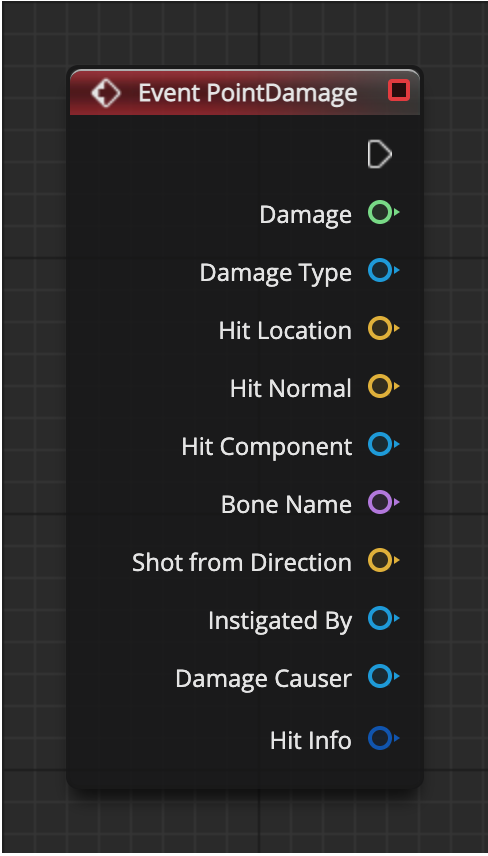 Event PointDamage
Damage
Damage Type
Hit Location
Hit Normal
Hit Component
Bone Name
Shot from Direction
Instigated By
Damage Causer
Hit Info